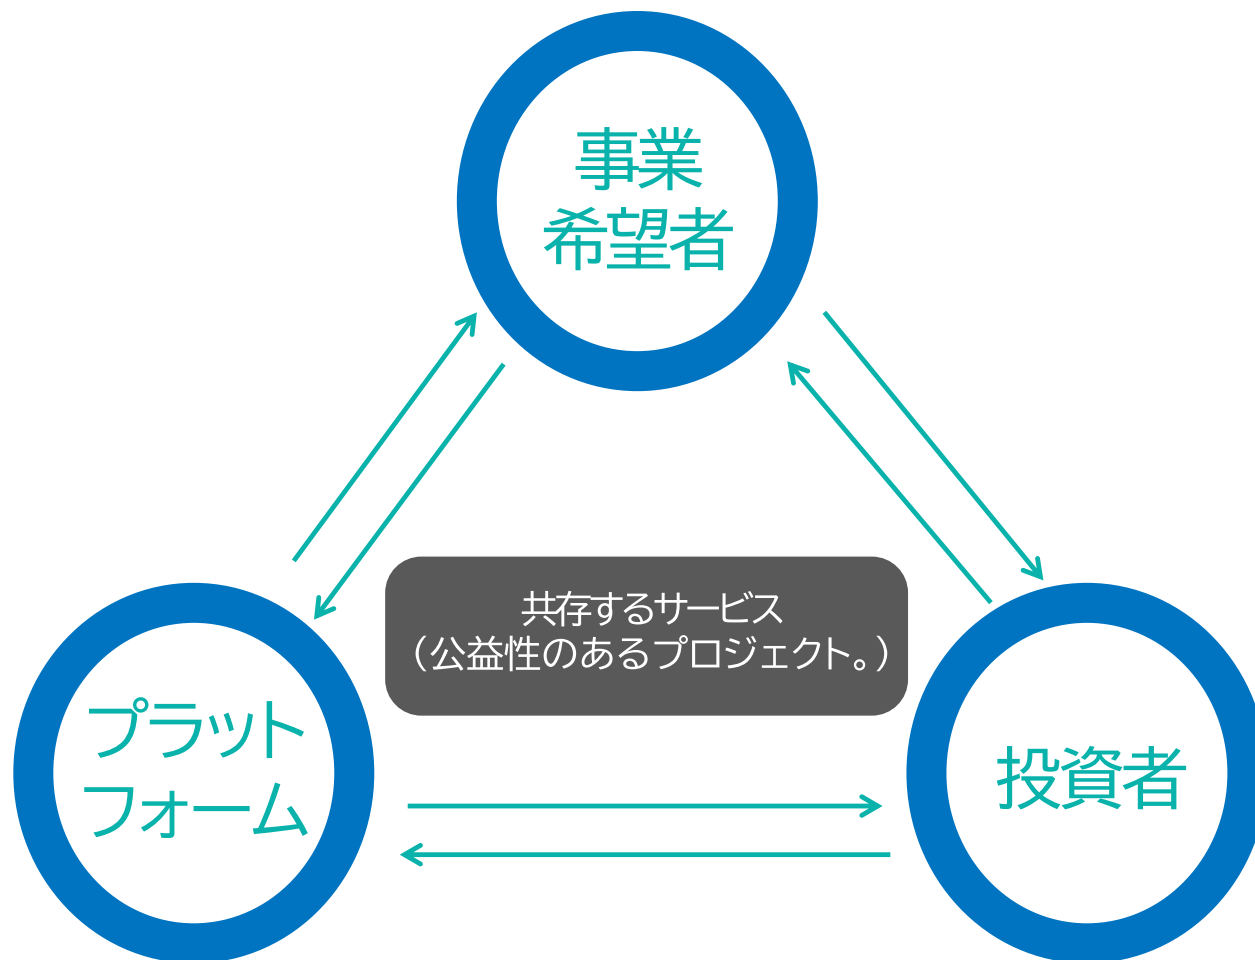 事業
希望者
共存するサービス
（公益性のあるプロジェクト。）
プラット
フォーム
投資者